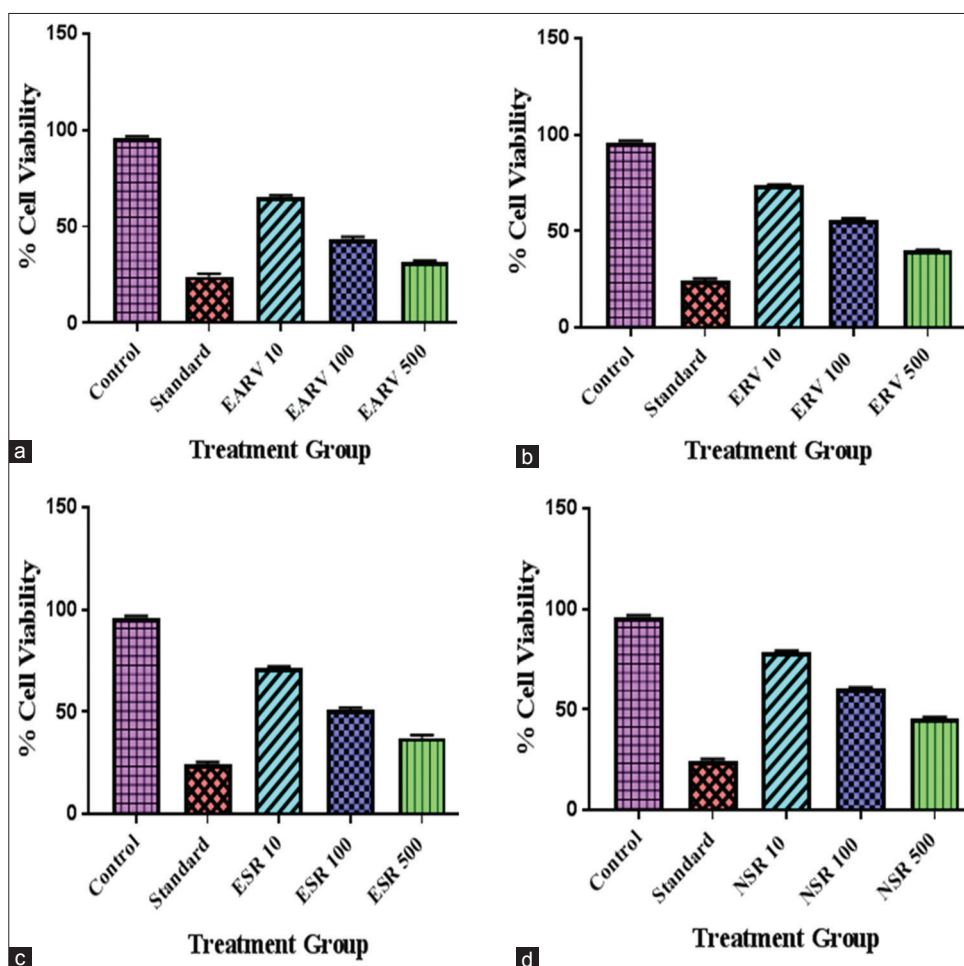 150
100
50
0
% Cell Viability
Control
Standard
EARV 10
EARV 100
EARV 500
Treatment Group
a
150
100
50
0
% Cell Viability
Control
Standard
ERV 10
ERV 100
ERV 500
Treatment Group
b
150
100
50
0
% Cell Viability
Control
Standard
ESR 10
ESR 100
ESR 500
Treatment Group
c
150
100
50
0
% Cell Viability
Control
Standard
NSR 10
NSR 100
NSR 500
Treatment Group
d